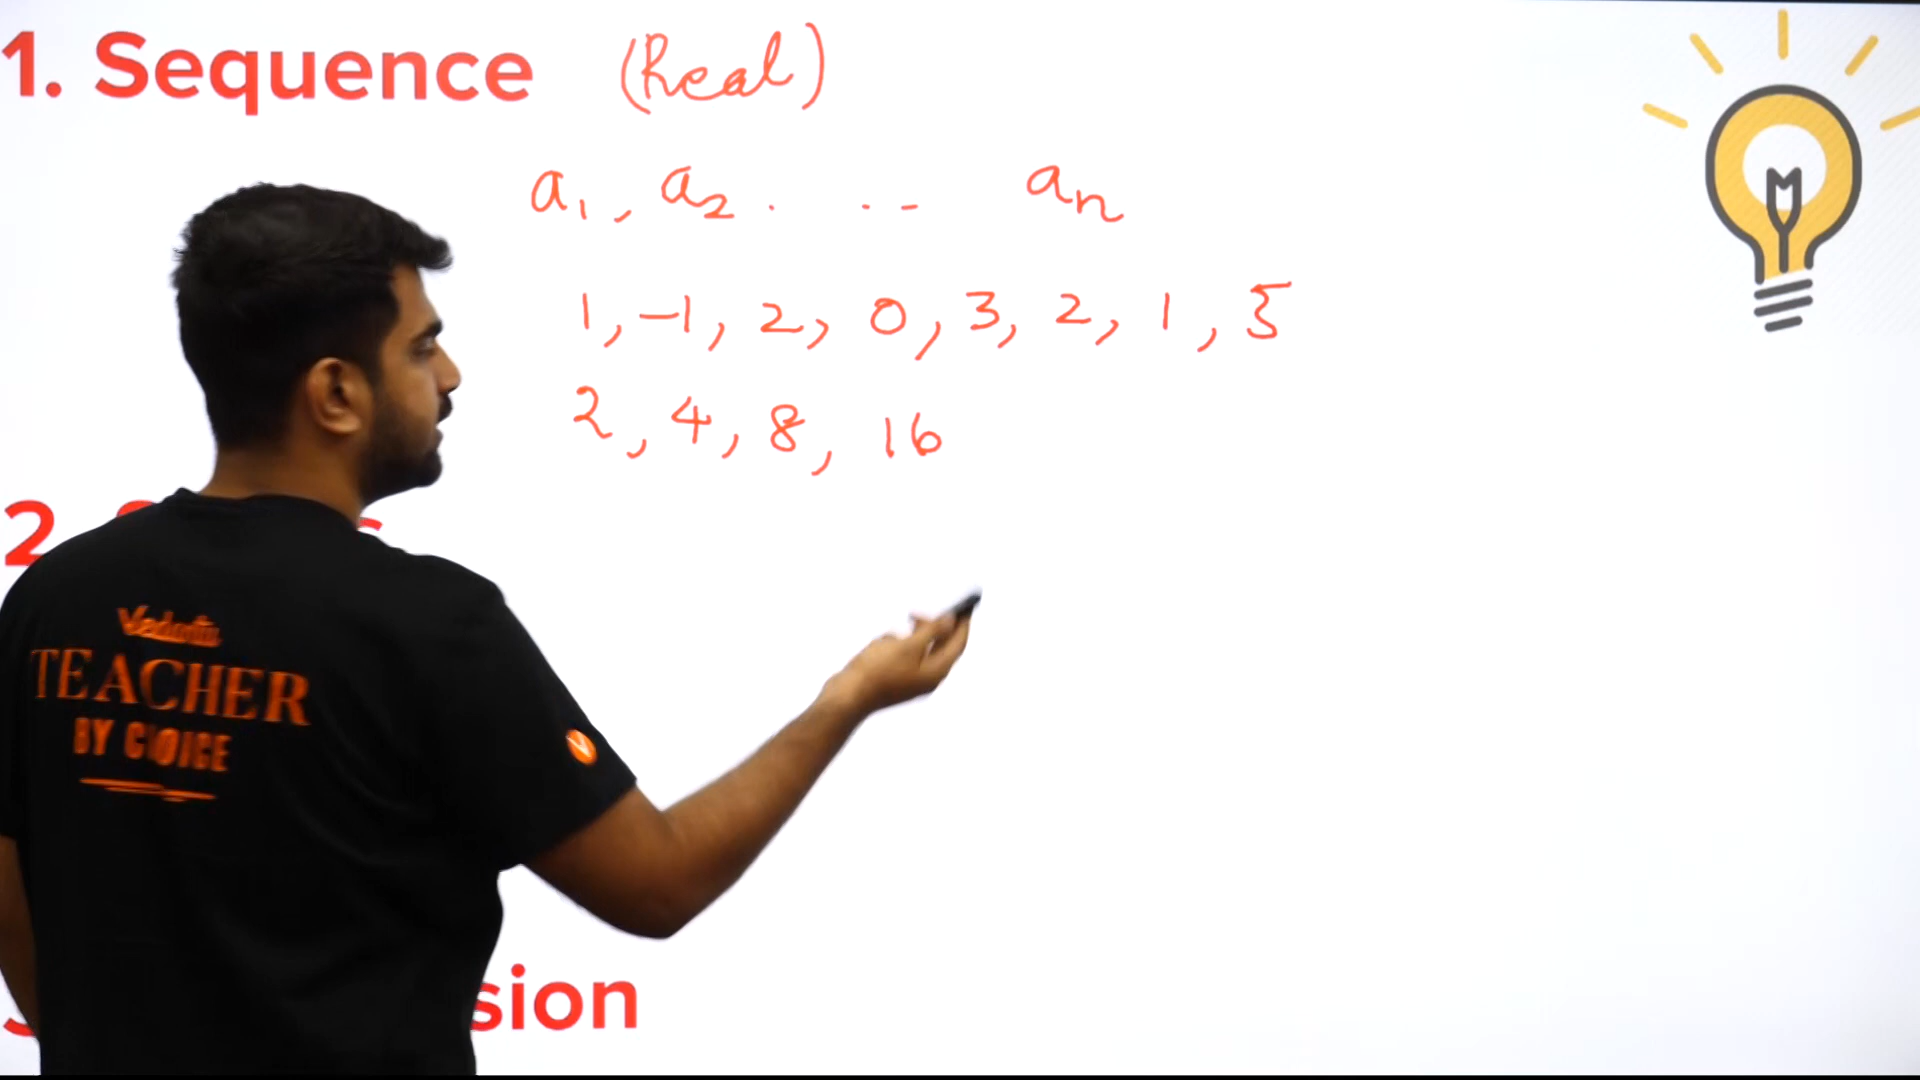 1. Sequence (Real)
a1, a2. .-- an
1, -1, 2, 0, 3, 2, 1, 5
2, 4, 8, 16
2
Vedantu
TEACHER
BY CHOICE
sion